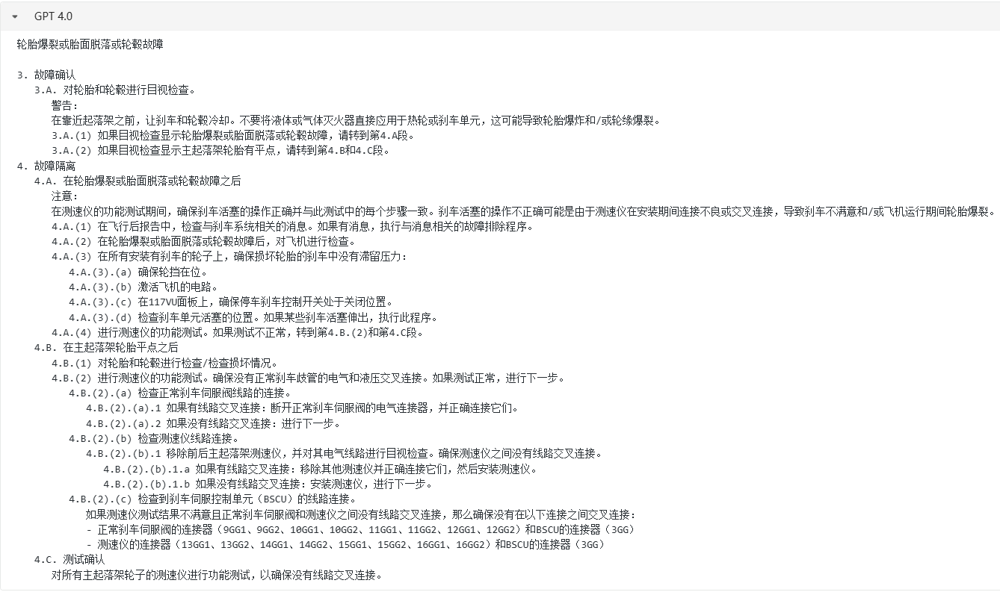 GPT 4.0
轮胎爆裂或胎面脱落或轮毂故障
3. 故障确认
3.A. 对轮胎和轮毂进行目视检查。
警告：
在靠近起落架之前，让刹车和轮毂冷却。不要将液体或气体灭火器直接应用于热轮或刹车单元，这可能导致轮胎爆炸和/或轮缘爆裂。
3.A.(1) 如果目视检查显示轮胎爆裂或胎面脱落或轮毂故障，请转到第4.A段。
3.A.(2) 如果目视检查显示主起落架轮胎有平点，请转到第4.B和4.C段。
4. 故障隔离
4.A. 在轮胎爆裂或胎面脱落或轮毂故障之后
注意：
在测速仪的功能测试期间，确保刹车活塞的操作正确并与此测试中的每个步骤一致。刹车活塞的操作不正确可能是由于测速仪在安装期间连接不良或交叉连接，导致刹车不满意和/或飞机运行期间轮胎爆裂。
4.A.(1) 在飞行后报告中，检查与刹车系统相关的消息。如果有消息，执行与消息相关的故障排除程序。
4.A.(2) 在轮胎爆裂或胎面脱落或轮毂故障后，对飞机进行检查。
4.A.(3) 在所有安装有刹车的轮子上，确保损坏轮胎的刹车中没有滞留压力：
4.A.(3).(a) 确保轮挡在位。
4.A.(3).(b) 激活飞机的电路。
4.A.(3).(c) 在117VU面板上，确保停车刹车控制开关处于关闭位置。
4.A.(3).(d) 检查刹车单元活塞的位置。如果某些刹车活塞伸出，执行此程序。
4.A.(4) 进行测速仪的功能测试。如果测试不正常，转到第4.B.(2)和第4.C段。
4.B. 在主起落架轮胎平点之后
4.B.(1) 对轮胎和轮毂进行检查/检查损坏情况。
4.B.(2) 进行测速仪的功能测试。确保没有正常刹车歧管的电气和液压交叉连接。如果测试正常，进行下一步。
4.B.(2).(a) 检查正常刹车伺服阀线路的连接。
4.B.(2).(a).1 如果有线路交叉连接：断开正常刹车伺服阀的电气连接器，并正确连接它们。
4.B.(2).(a).2 如果没有线路交叉连接：进行下一步。
4.B.(2).(b) 检查测速仪线路连接。
4.B.(2).(b).1 移除前后主起落架测速仪，并对其电气线路进行目视检查。确保测速仪之间没有线路交叉连接。
4.B.(2).(b).1.a 如果有线路交叉连接：移除其他测速仪并正确连接它们，然后安装测速仪。
4.B.(2).(b).1.b 如果没有线路交叉连接：安装测速仪，进行下一步。
4.B.(2).(c) 检查到刹车伺服控制单元（BSCU）的线路连接。
如果测速仪测试结果不满意且正常刹车伺服阀和测速仪之间没有线路交叉连接，那么确保没有在以下连接之间交叉连接：
- 正常刹车伺服阀的连接器（9GG1、9GG2、10GG1、10GG2、11GG1、11GG2、12GG1、12GG2）和BSCU的连接器（3GG）
- 测速仪的连接器（13GG1、13GG2、14GG1、14GG2、15GG1、15GG2、16GG1、16GG2）和BSCU的连接器（3GG）
4.C. 测试确认
对所有主起落架轮子的测速仪进行功能测试，以确保没有线路交叉连接。